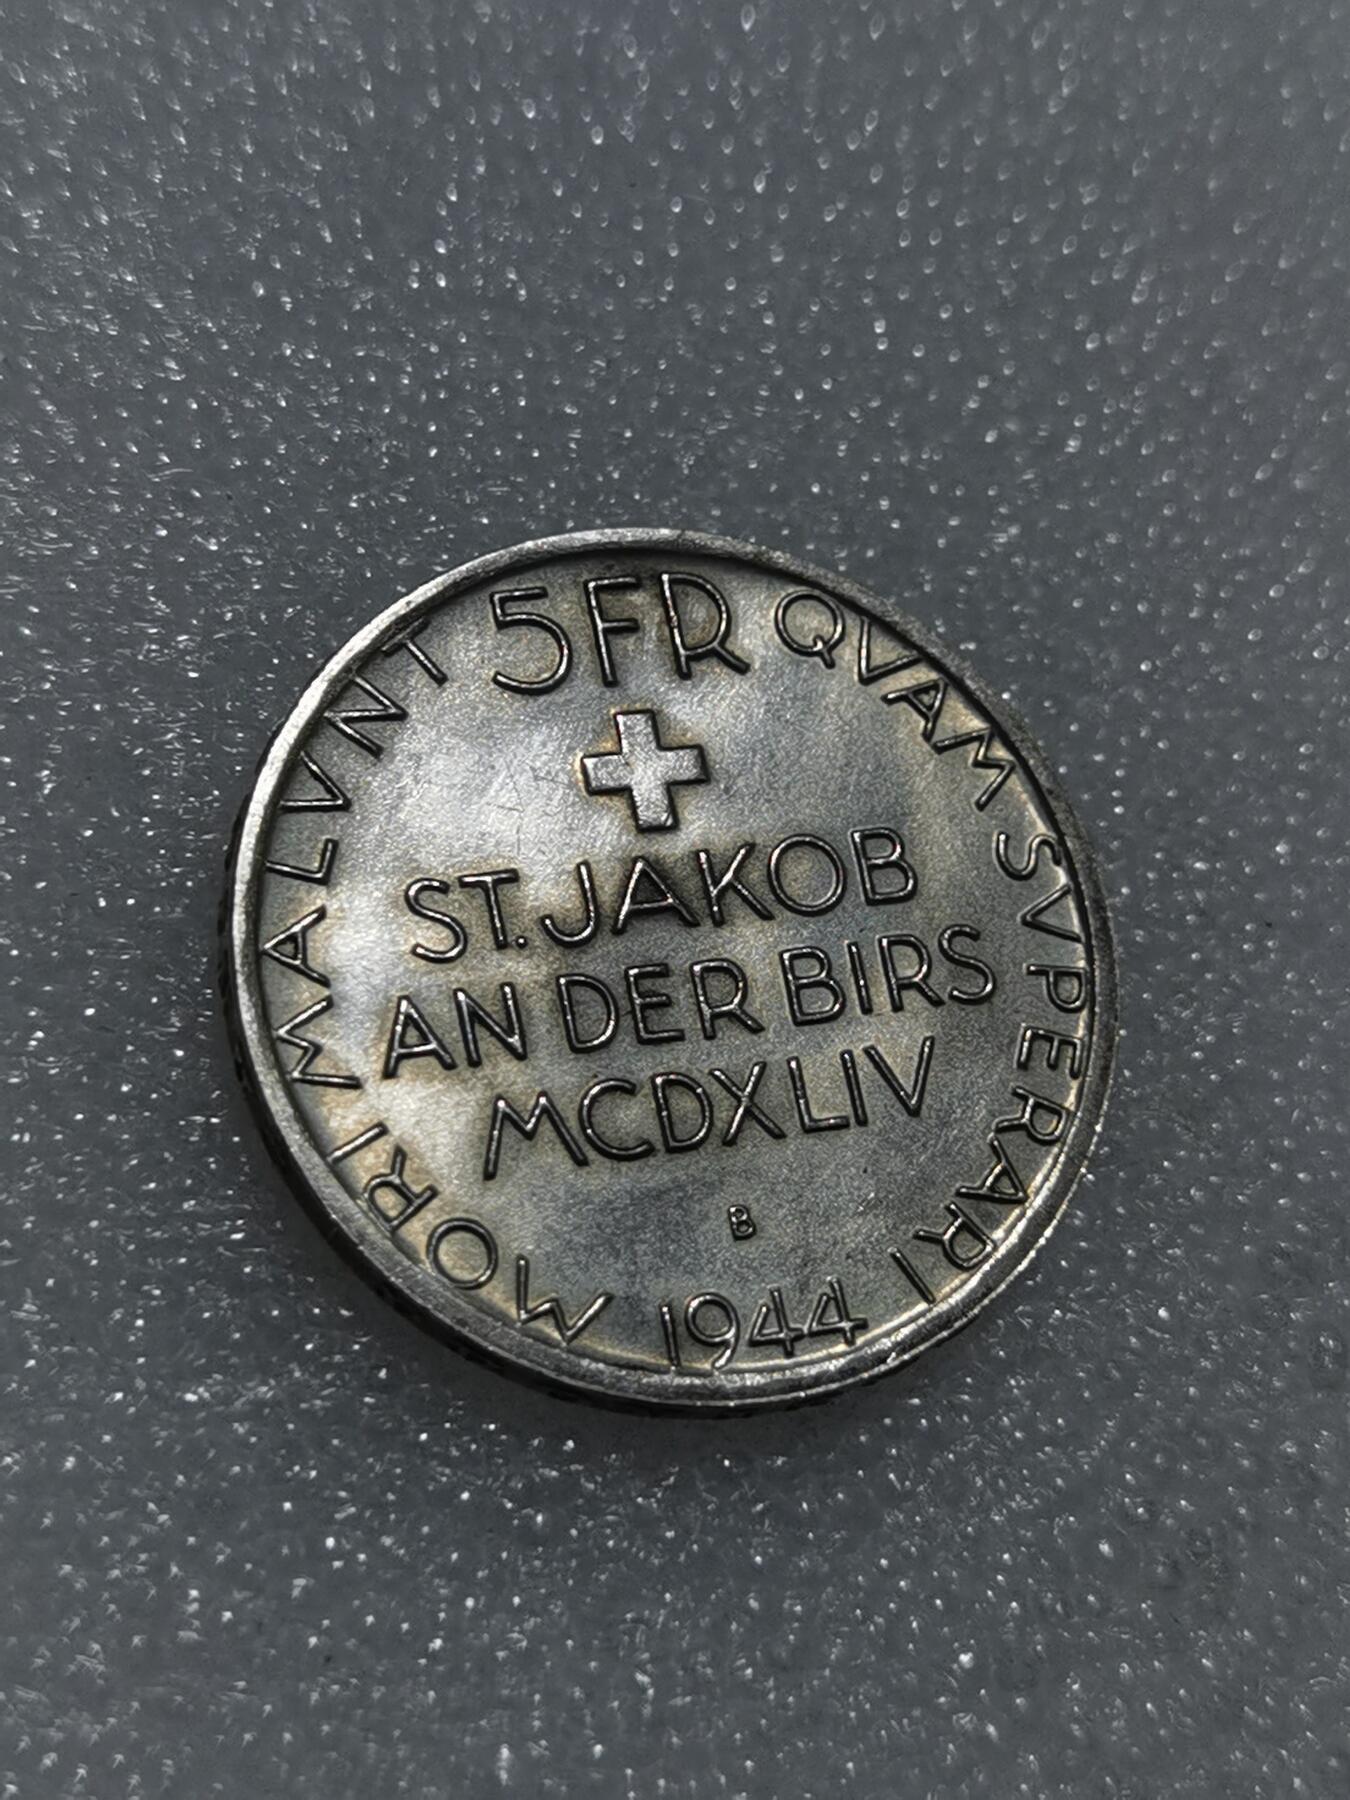 MORI MALVNT 5FR QVAM SVPERARI
ST. JAKOB
AN DER BIRS
MCDXLIV
B
1944